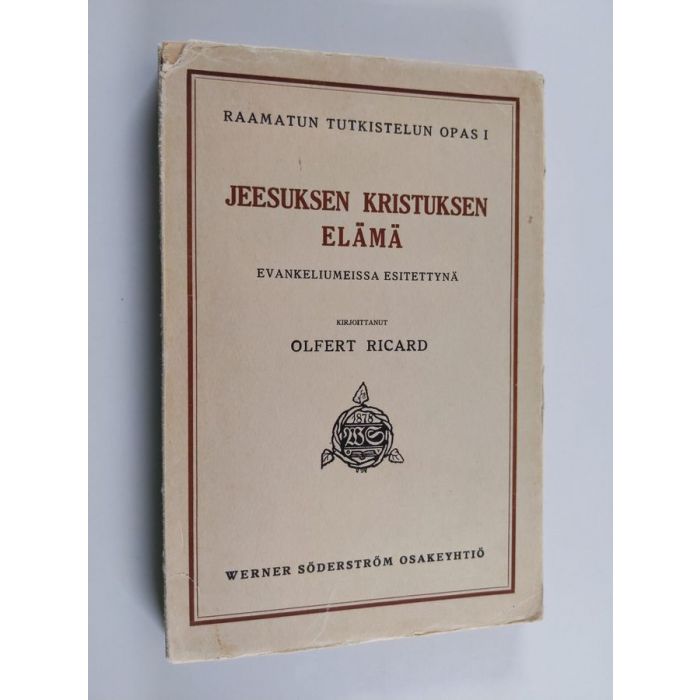 RAAMATUN TUTKISTELUN OPAS I
JEESUKSEN KRISTUKSEN
ELÄMÄ
EVANKELIUMEISSA ESITETTYNÄ
KIRJOITTANUT
OLFERT RICARD
1878
WS
WERNER SÖDERSTRÖM OSAKEYHTIÖ